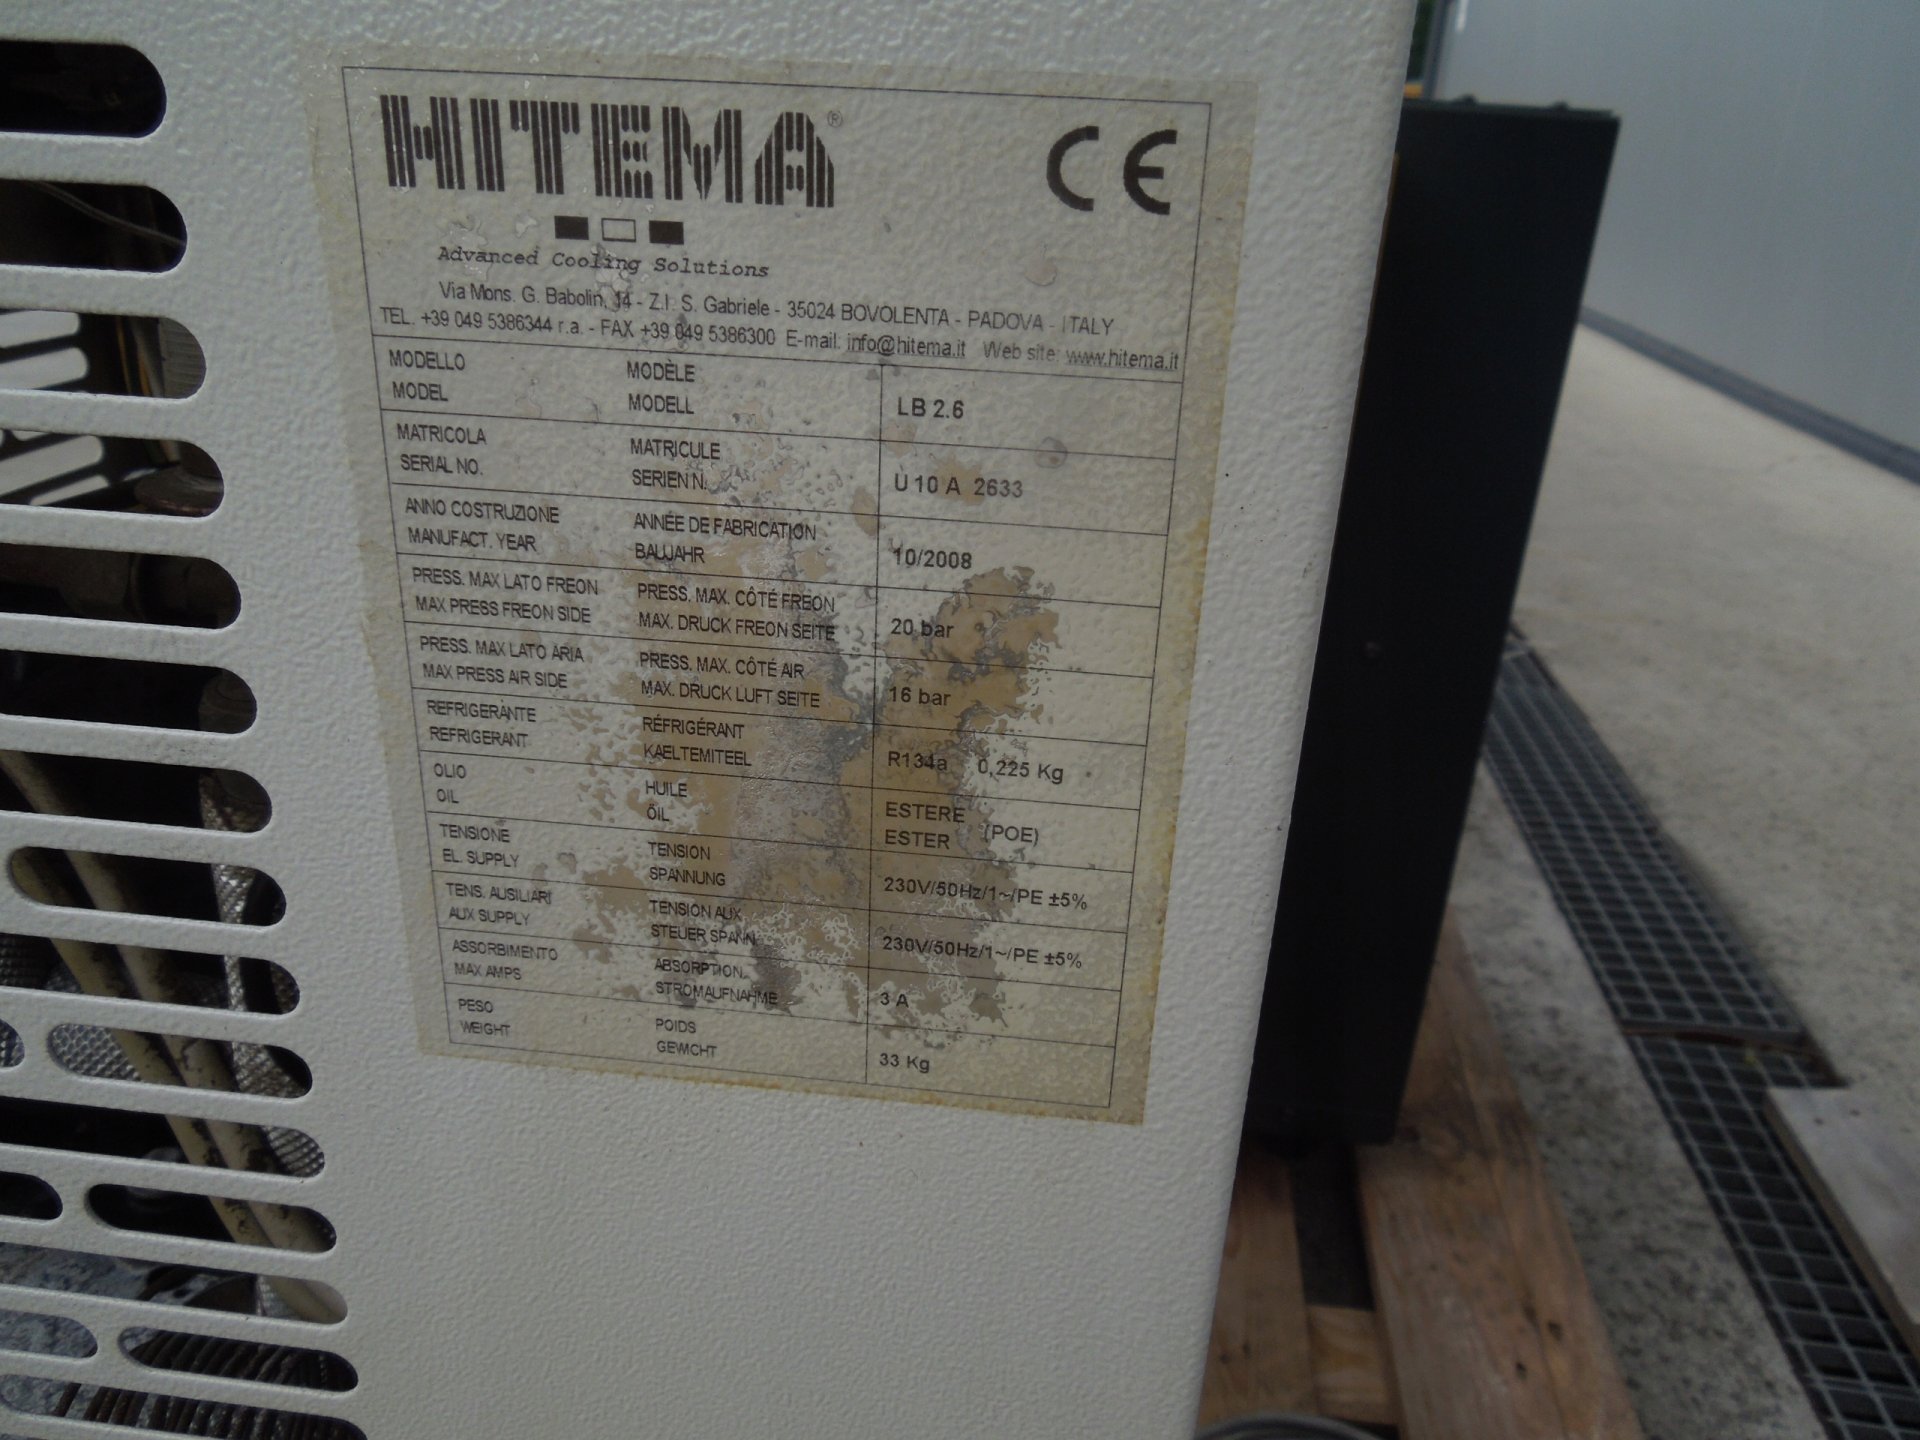 HITEMA ® CE
Advanced Cooling Solutions
Via Mons. G. Babolin, 14 - Z.I. S. Gabriele - 35024 BOVOLENTA - PADOVA - ITALY
TEL. +39 049 5386344 r.a. - FAX +39 049 5386300 E-mail: info@hitema.it Web site: www.hitema.it
MODELLO MODÈLE
MODEL MODELL LB 2.6
MATRICOLA MATRICULE
SERIAL NO. SERIEN N. U 10 A 2633
ANNO COSTRUZIONE ANNÉE DE FABRICATION
MANUFACT. YEAR BAUJAHR 10/2008
PRESS. MAX LATO FREON PRESS. MAX. CÔTÉ FREON
MAX PRESS FREON SIDE MAX. DRUCK FREON SEITE 20 bar
PRESS. MAX LATO ARIA PRESS. MAX. CÔTÉ AIR
MAX PRESS AIR SIDE MAX. DRUCK LUFT SEITE 16 bar
REFRIGERANTE RÉFRIGÉRANT
REFRIGERANT KAELTEMITEEL R134a 0,225 Kg
OLIO HUILE ESTERE (POE)
OIL ÖIL ESTER
TENSIONE TENSION
EL. SUPPLY SPANNUNG 230V/50Hz/1~/PE ±5%
TENS. AUSILIARI TENSION AUX
AUX SUPPLY STEUER SPANN. 230V/50Hz/1~/PE ±5%
ASSORBIMENTO ABSORPTION
MAX AMPS STROMAUFNAHME 3 A
PESO POIDS
WEIGHT GEWICHT 33 Kg